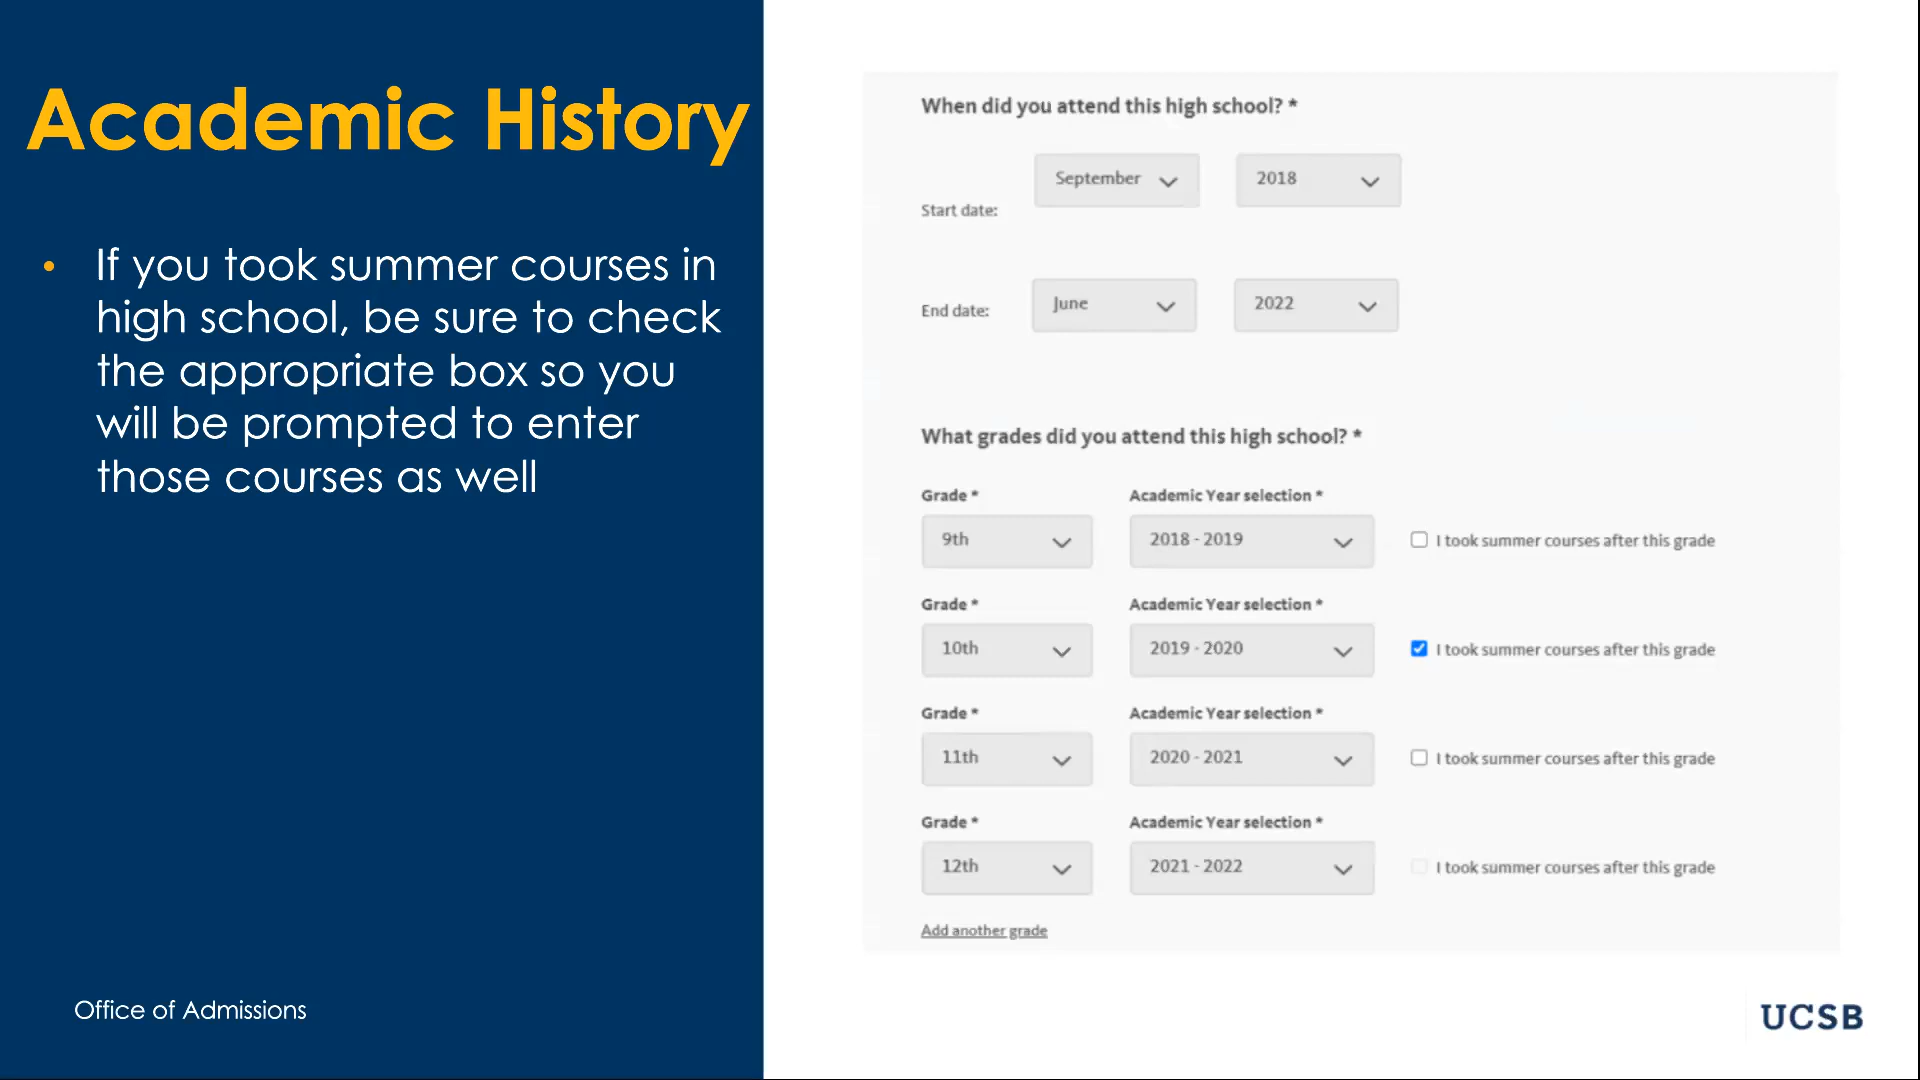 Academic History
• If you took summer courses in
high school, be sure to check
the appropriate box so you
will be prompted to enter
those courses as well
Office of Admissions
When did you attend this high school? *
Start date: September 2018
End date: June 2022
What grades did you attend this high school? *
Grade * Academic Year selection *
9th 2018 - 2019 I took summer courses after this grade
Grade * Academic Year selection *
10th 2019 - 2020 I took summer courses after this grade
Grade * Academic Year selection *
11th 2020 - 2021 I took summer courses after this grade
Grade * Academic Year selection *
12th 2021 - 2022 I took summer courses after this grade
Add another grade
UCSB